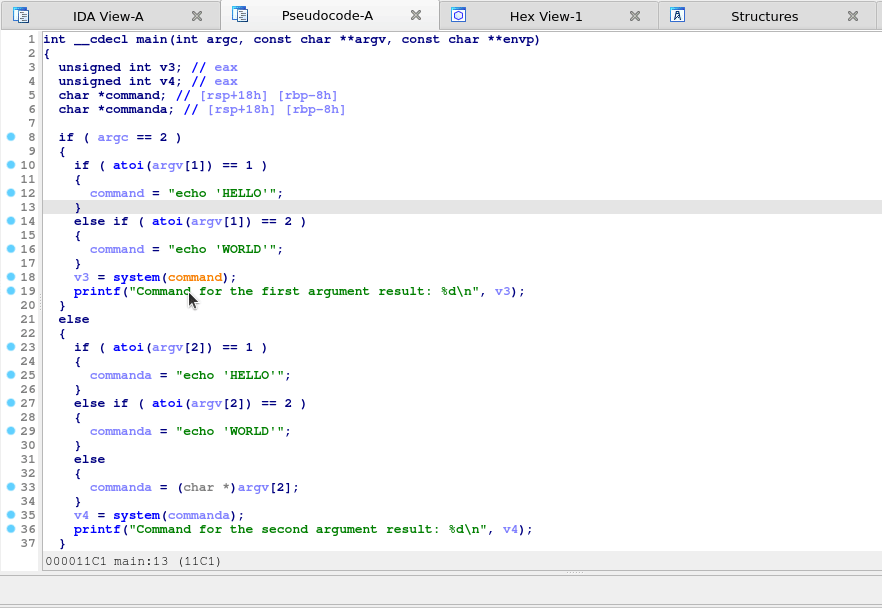 IDA View-A Pseudocode-A Hex View-1 Structures
1 int __cdecl main(int argc, const char **argv, const char **envp)
2 {
3   unsigned int v3; // eax
4   unsigned int v4; // eax
5   char *command; // [rsp+18h] [rbp-8h]
6   char *commanda; // [rsp+18h] [rbp-8h]
7
8   if ( argc == 2 )
9   {
10     if ( atoi(argv[1]) == 1 )
11     {
12       command = "echo 'HELLO'";
13     }
14     else if ( atoi(argv[1]) == 2 )
15     {
16       command = "echo 'WORLD'";
17     }
18     v3 = system(command);
19     printf("Command for the first argument result: %d\n", v3);
20   }
21   else
22   {
23     if ( atoi(argv[2]) == 1 )
24     {
25       commanda = "echo 'HELLO'";
26     }
27     else if ( atoi(argv[2]) == 2 )
28     {
29       commanda = "echo 'WORLD'";
30     }
31     else
32     {
33       commanda = (char *)argv[2];
34     }
35     v4 = system(commanda);
36     printf("Command for the second argument result: %d\n", v4);
37   }
000011C1 main:13 (11C1)